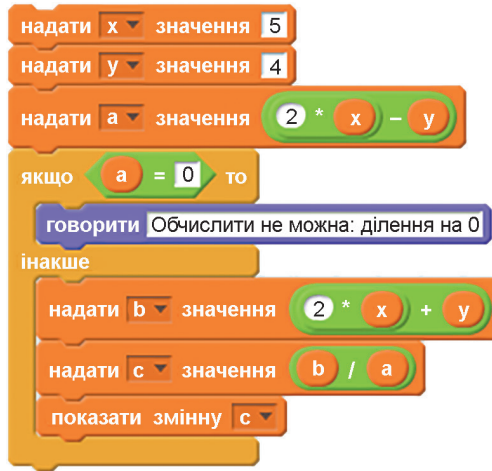 надати x значення 5
надати y значення 4
надати a значення 2 * x – y
якщо a = 0 то
говорити Обчислити не можна: ділення на 0
інакше
надати b значення 2 * x + y
надати c значення b / a
показати змінну c